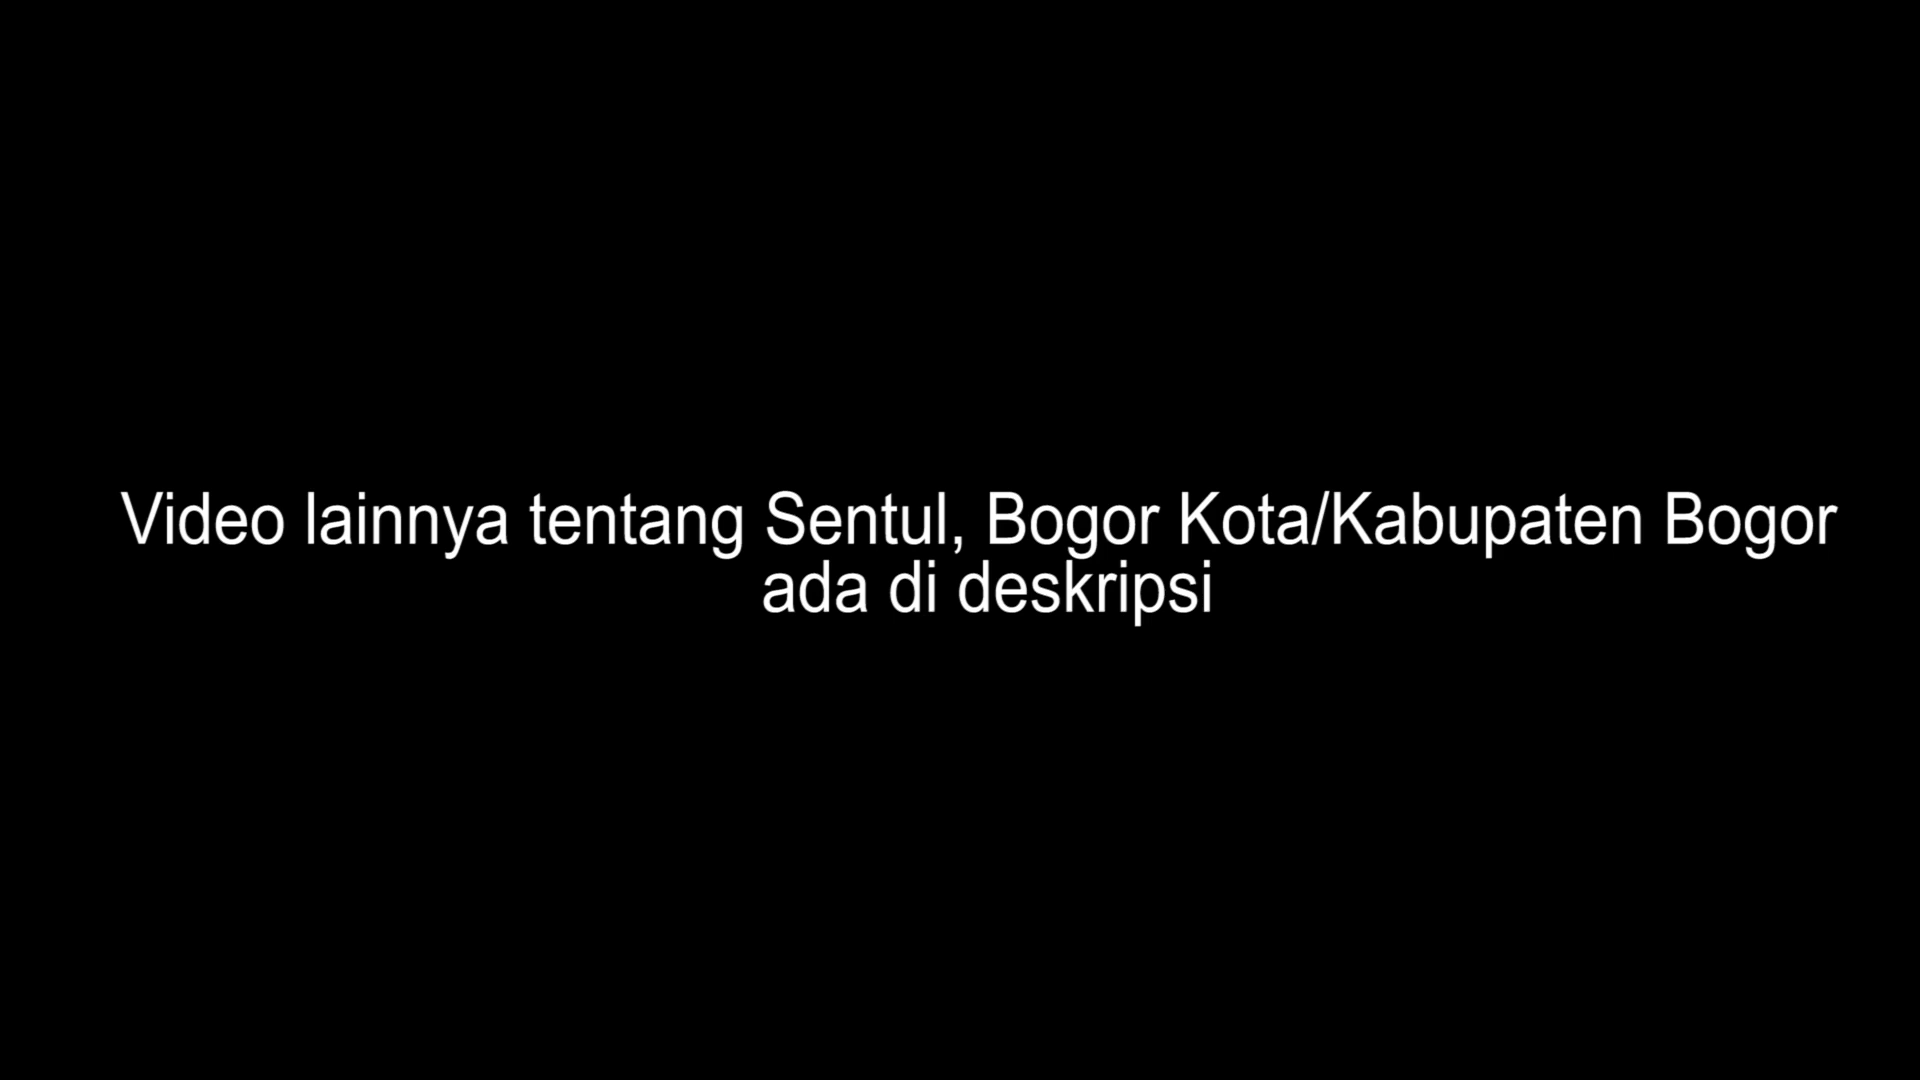 Video lainnya tentang Sentul, Bogor Kota/Kabupaten Bogor
ada di deskripsi